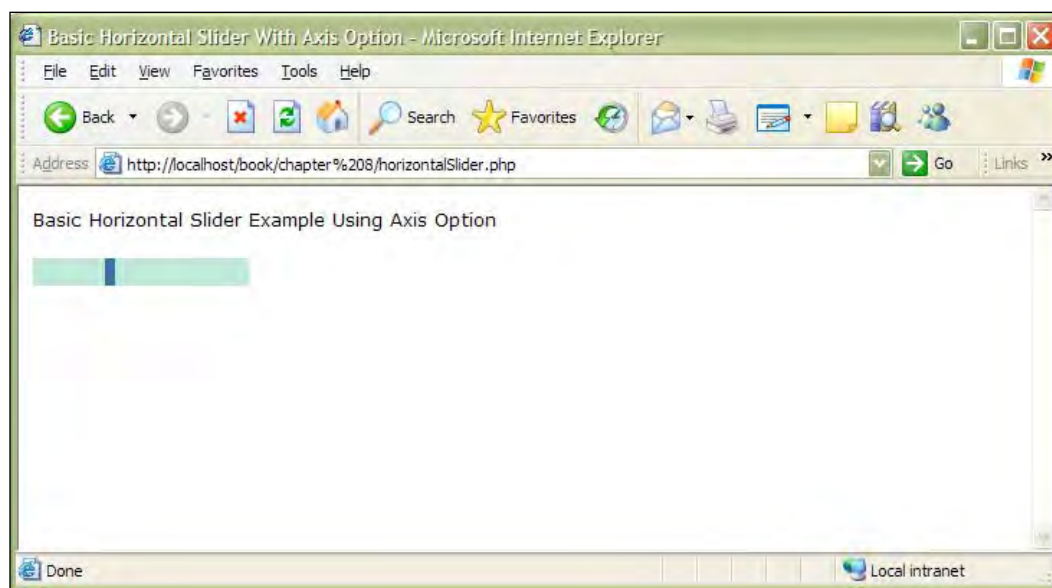 Basic Horizontal Slider With Axis Option - Microsoft Internet Explorer
File Edit View Favorites Tools Help
Back Search Favorites
Address http://localhost/book/chapter%208/horizontalSlider.php Go Links »
Basic Horizontal Slider Example Using Axis Option
Done Local intranet